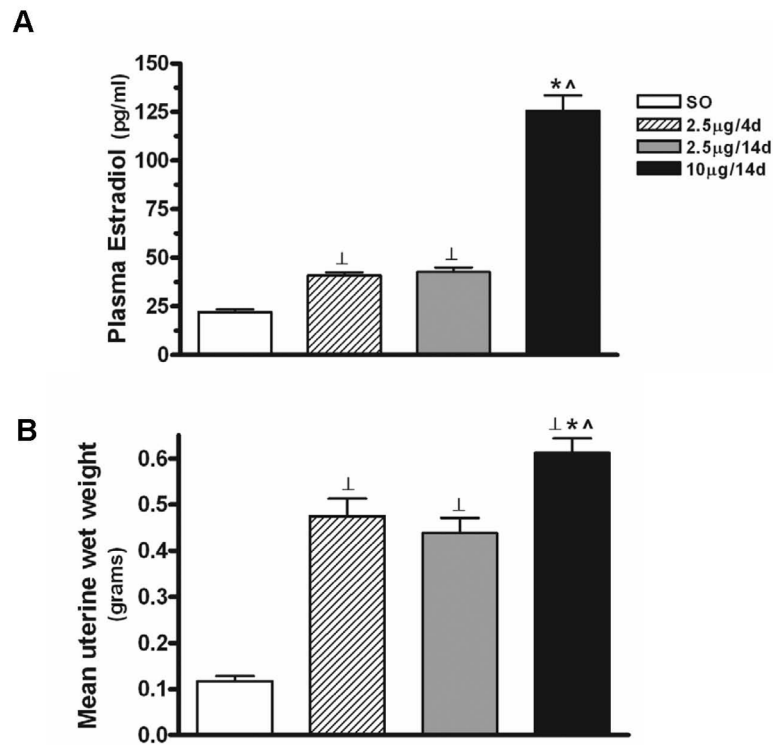 A
Plasma Estradiol (pg/ml)
150
125
100
75
50
25
0
⊥
⊥
*^
SO
2.5μg/4d
2.5μg/14d
10μg/14d
B
Mean uterine wet weight
(grams)
0.6
0.5
0.4
0.3
0.2
0.1
0.0
⊥
⊥
⊥*^